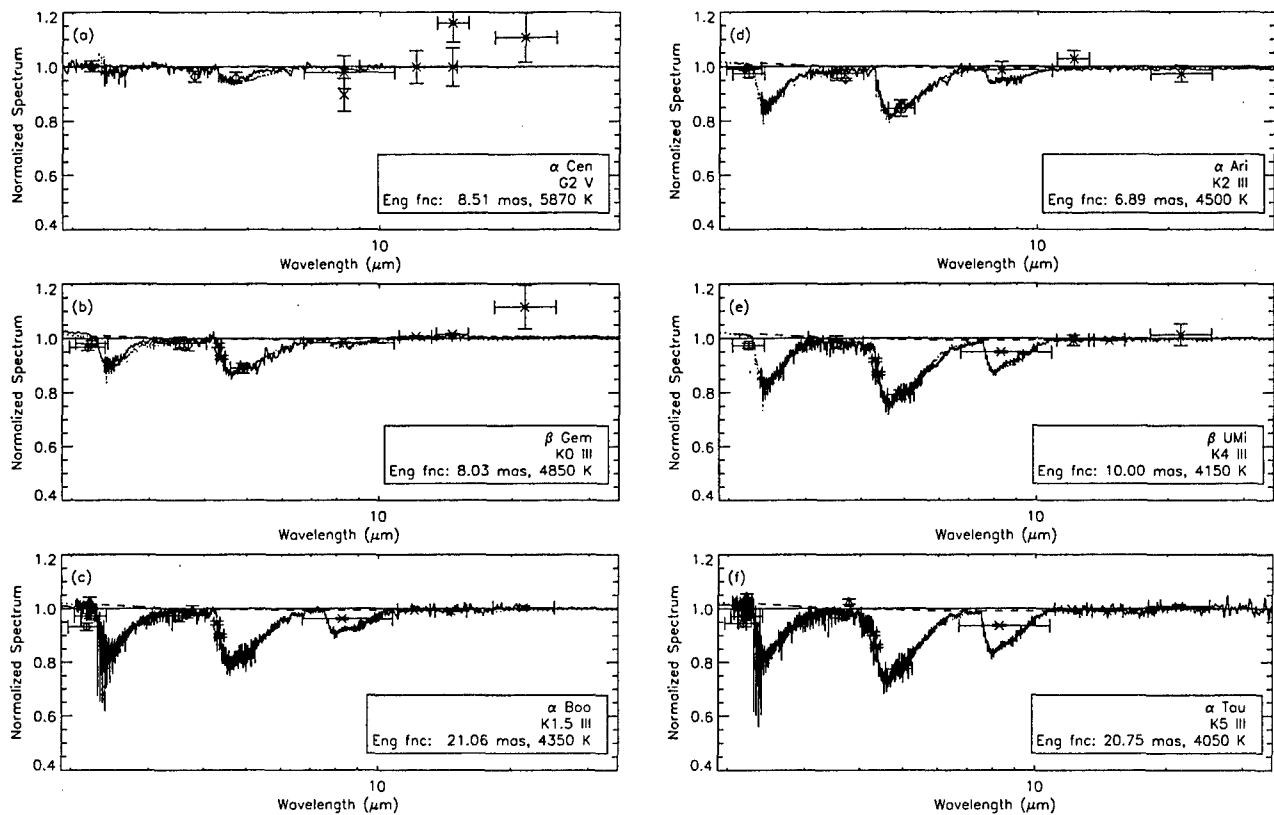 (a)
1.2
1.0
0.8
0.6
0.4
Normalized Spectrum
α Cen
G2 V
Eng fnc: 8.51 mas, 5870 K
10
Wavelength (μm)
(b)
1.2
1.0
0.8
0.6
0.4
Normalized Spectrum
β Gem
K0 III
Eng fnc: 8.03 mas, 4850 K
10
Wavelength (μm)
(c)
1.2
1.0
0.8
0.6
0.4
Normalized Spectrum
α Boo
K1.5 III
Eng fnc: 21.06 mas, 4350 K
10
Wavelength (μm)
(d)
1.2
1.0
0.8
0.6
0.4
Normalized Spectrum
α Ari
K2 III
Eng fnc: 6.89 mas, 4500 K
10
Wavelength (μm)
(e)
1.2
1.0
0.8
0.6
0.4
Normalized Spectrum
β UMi
K4 III
Eng fnc: 10.00 mas, 4150 K
10
Wavelength (μm)
(f)
1.2
1.0
0.8
0.6
0.4
Normalized Spectrum
α Tau
K5 III
Eng fnc: 20.75 mas, 4050 K
10
Wavelength (μm)